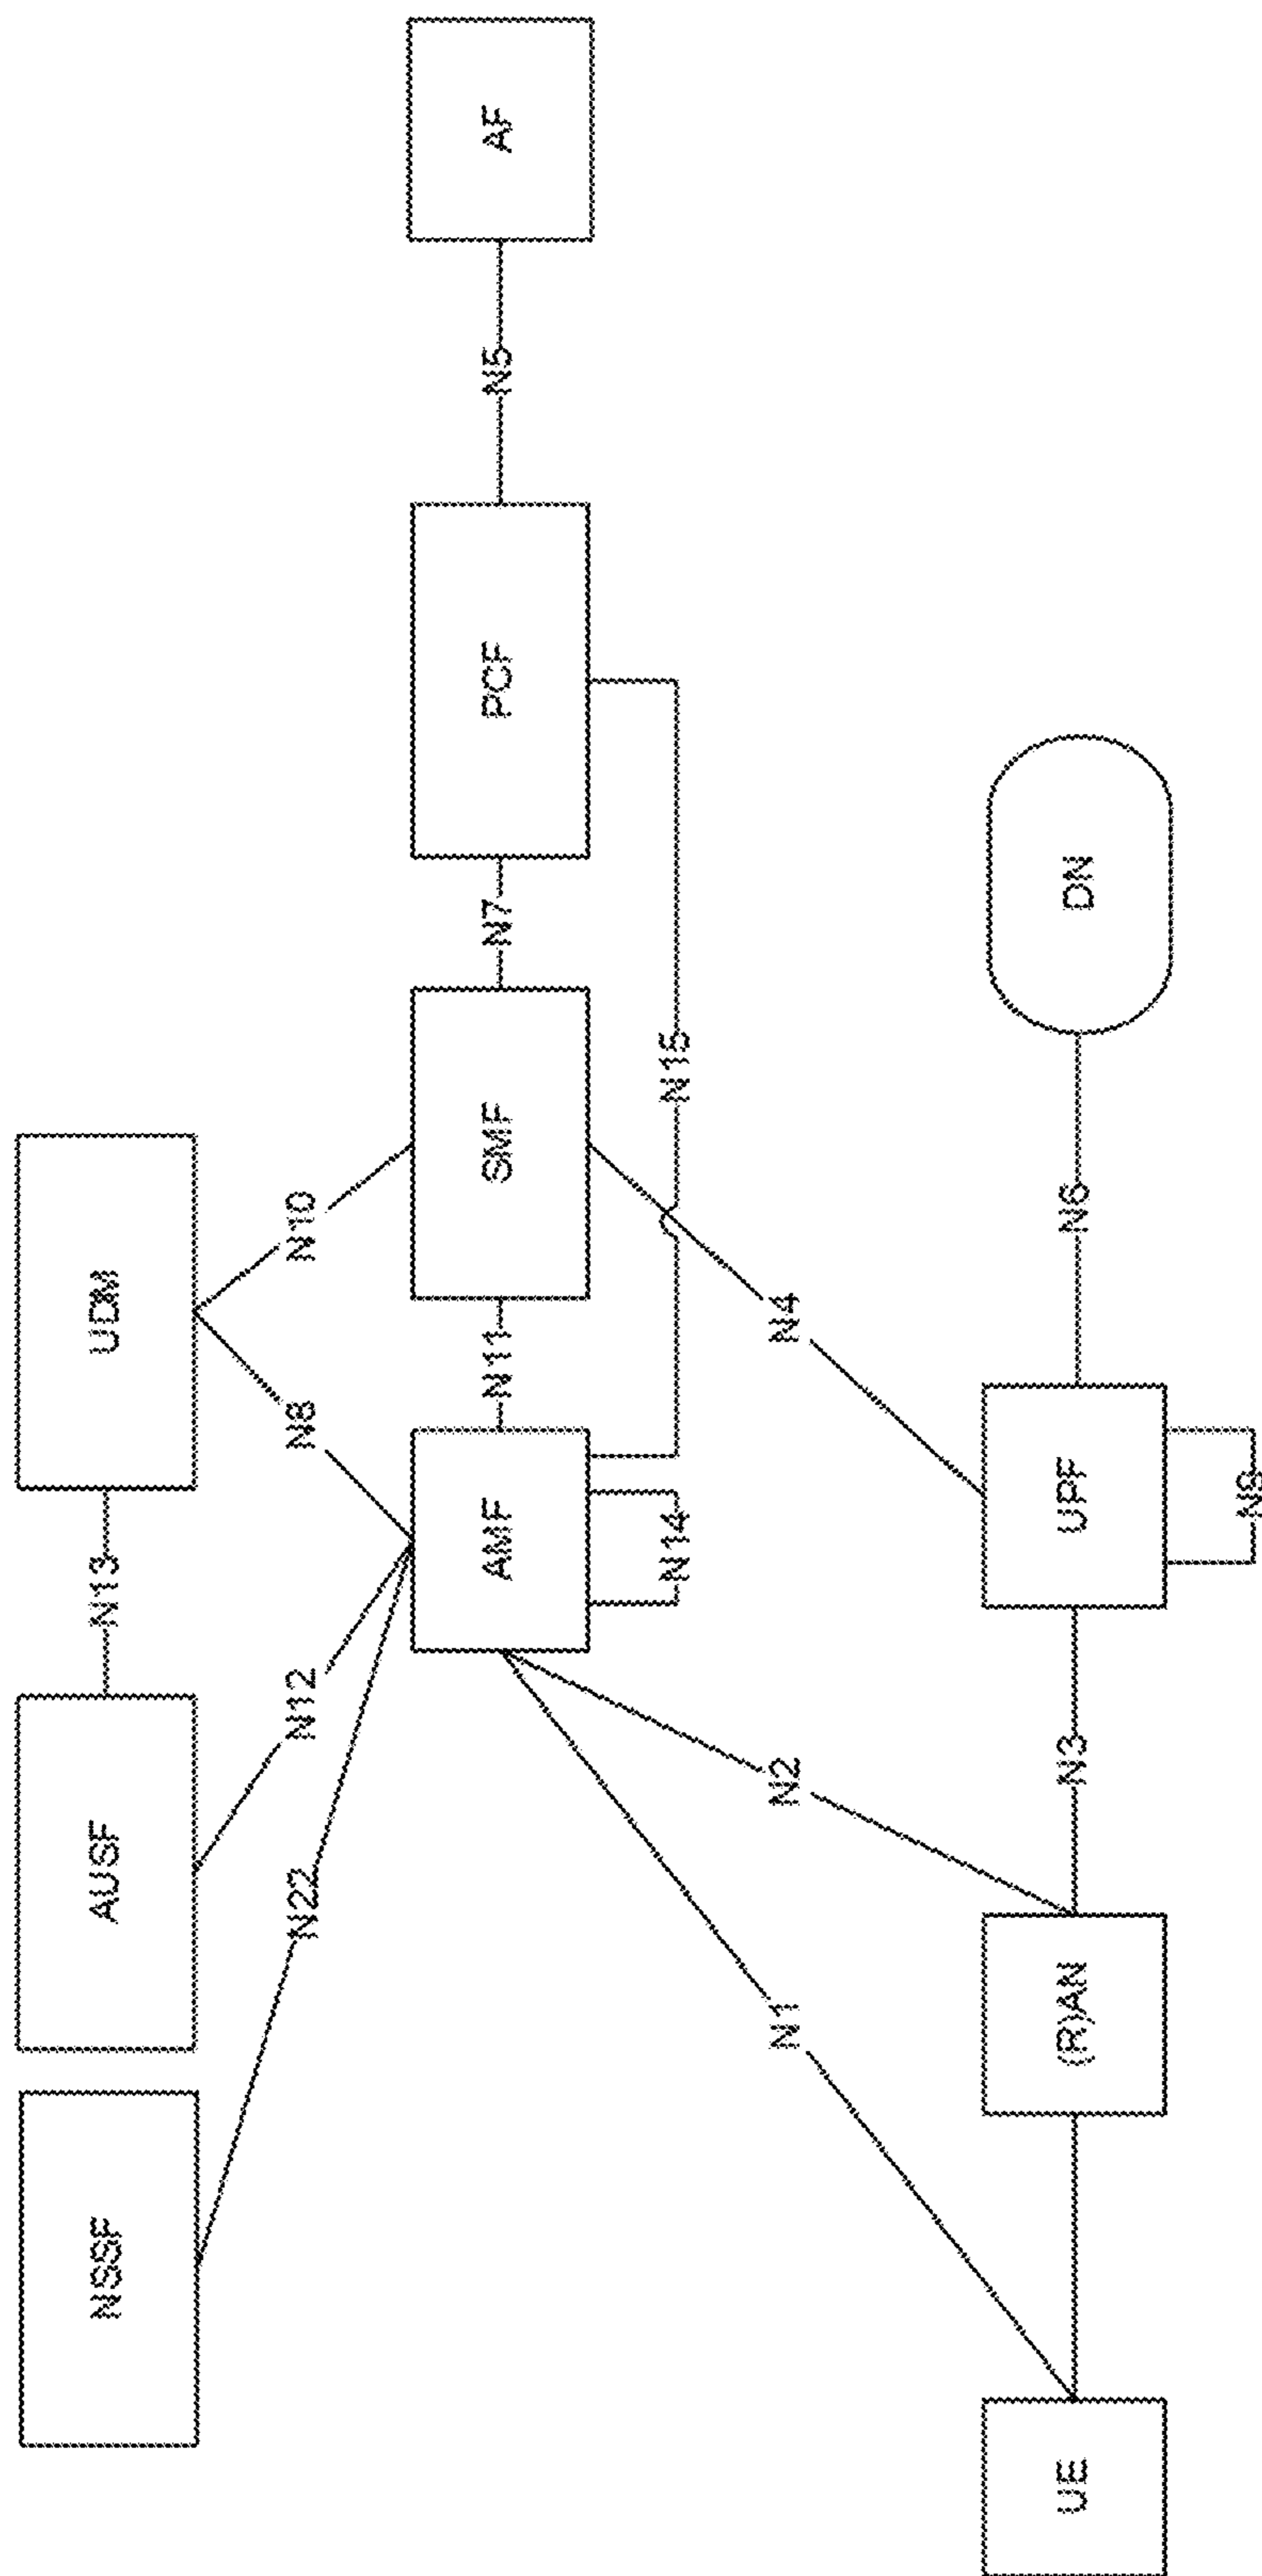 NSSF
AUSF
N13
UDM
N22
N12
N8
N10
AMF
N11
SMF
N7
PCF
N5
AF
N14
N15
N1
N2
N4
UE
(R)AN
N3
UPF
N6
DN
N9